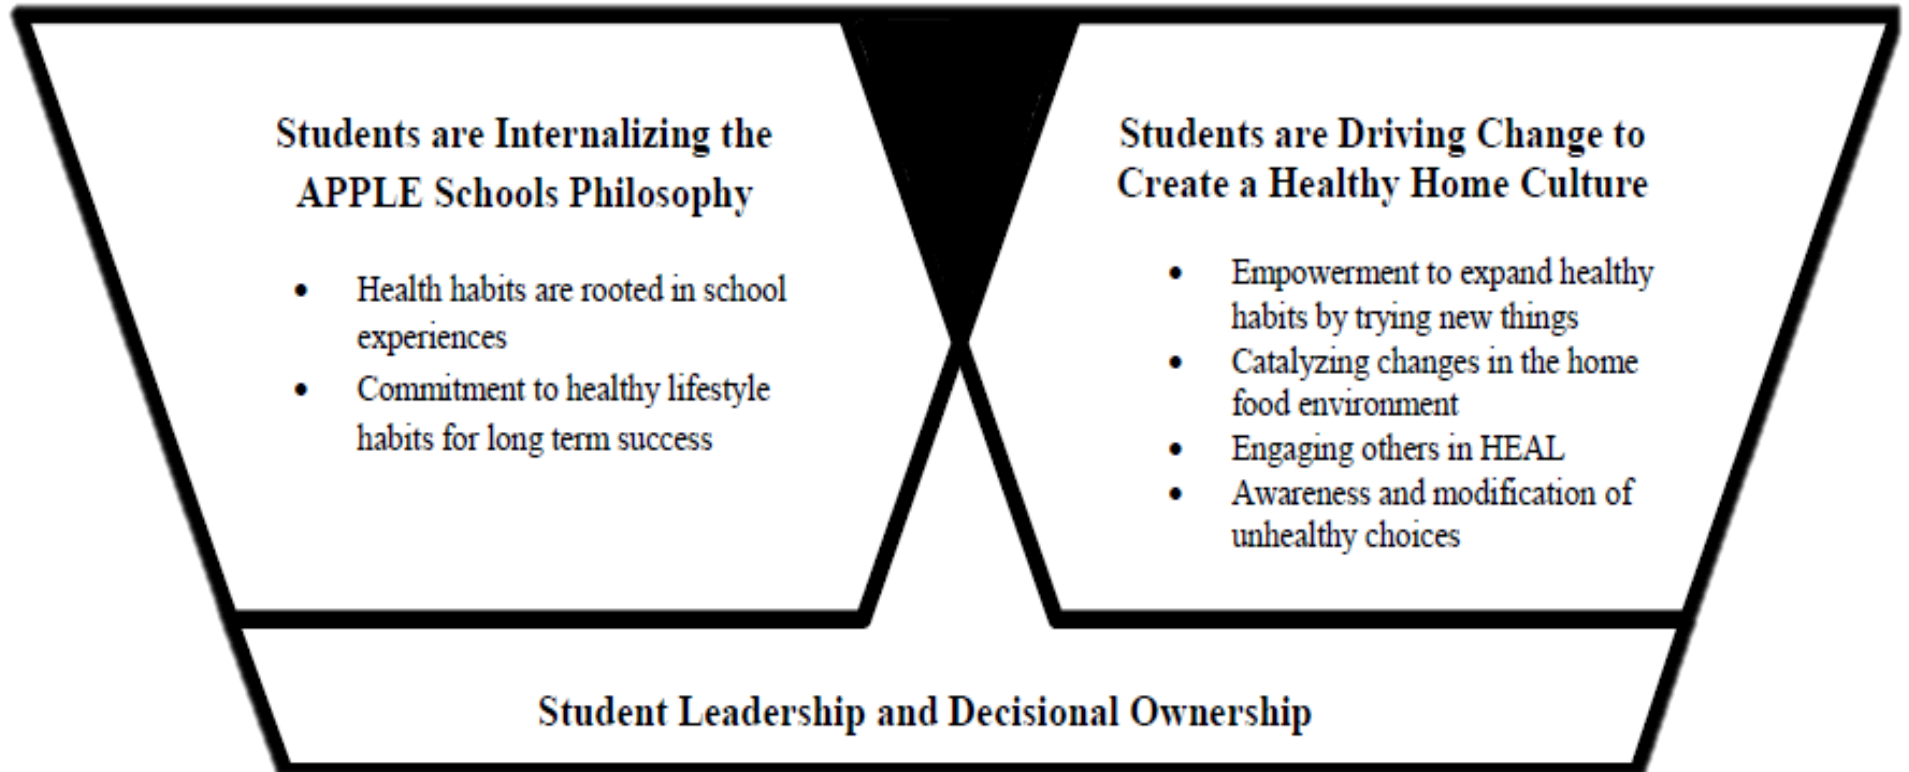 Students are Internalizing the
APPLE Schools Philosophy
• Health habits are rooted in school
experiences
• Commitment to healthy lifestyle
habits for long term success
Students are Driving Change to
Create a Healthy Home Culture
• Empowerment to expand healthy
habits by trying new things
• Catalyzing changes in the home
food environment
• Engaging others in HEAL
• Awareness and modification of
unhealthy choices
Student Leadership and Decisional Ownership